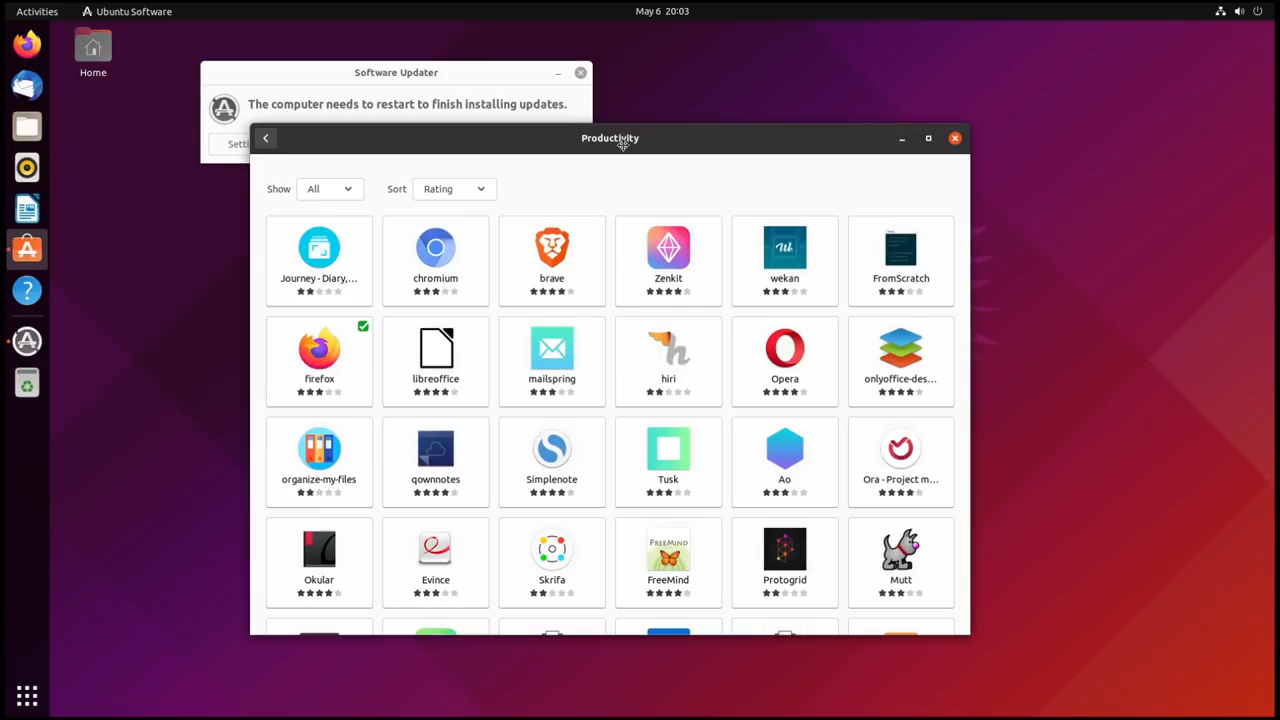 Activities
Ubuntu Software
May 6 20:03
Home
Software Updater
The computer needs to restart to finish installing updates.
Productivity
Show All Sort Rating
Journey - Diary,... chromium brave Zenkit wekan FromScratch
firefox libreoffice mailspring hiri Opera onlyoffice-des...
organize-my-files qownnotes Simplenote Tusk Ao Ora - Project m...
FREEMIND
Okular Evince Skrifa FreeMind Protogrid Mutt